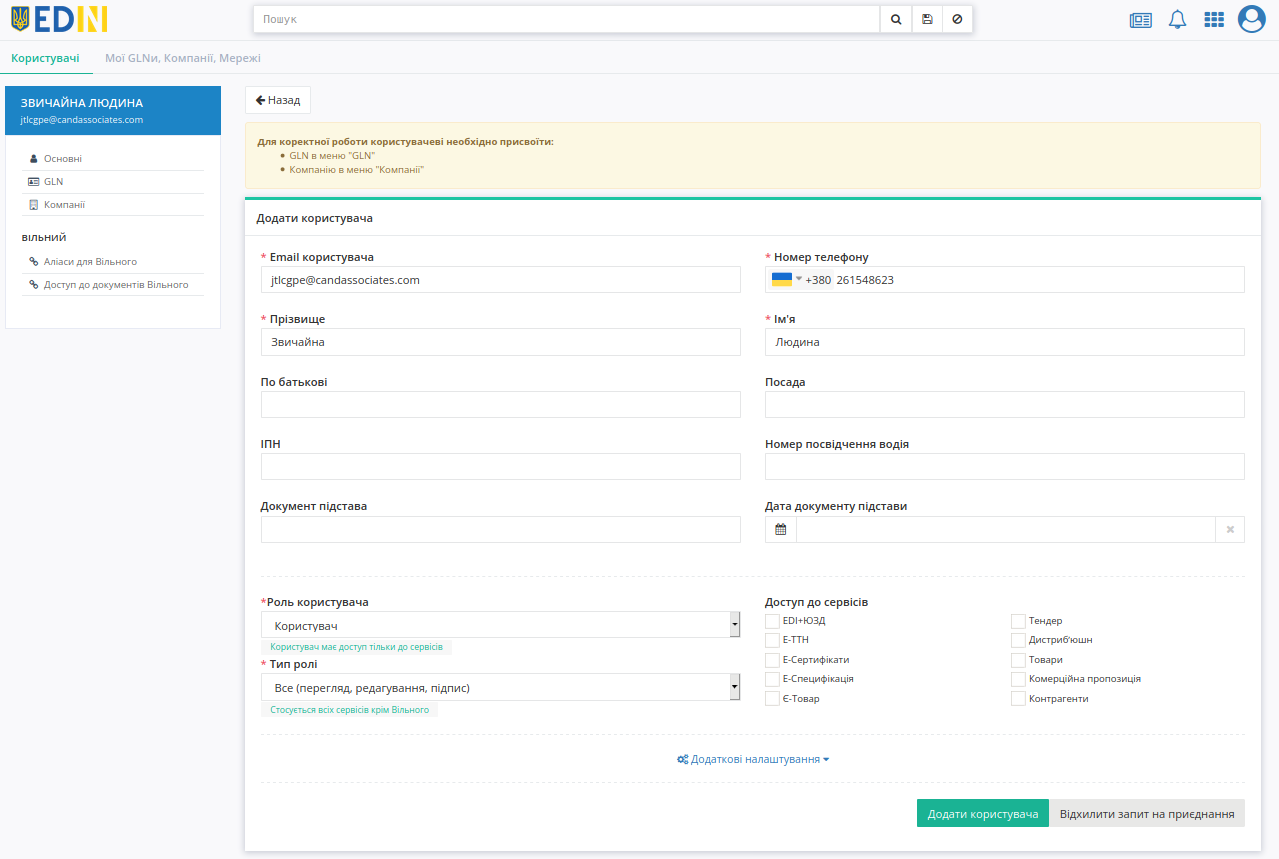 EDIN
Пошук
Користувачі
Мої GLNи, Компанії, Мережі
ЗВИЧАЙНА ЛЮДИНА
jtlcgpe@candassociates.com
Основні
GLN
Компанії
ВІЛЬНИЙ
Аліаси для Вільного
Доступ до документів Вільного
Назад
Для коректної роботи користувачеві необхідно присвоїти:
GLN в меню "GLN"
Компанію в меню "Компанії"
Додати користувача
* Email користувача
jtlcgpe@candassociates.com
* Номер телефону
+380 261548623
* Прізвище
Звичайна
* Ім'я
Людина
По батькові
Посада
ІПН
Номер посвідчення водія
Документ підстава
Дата документу підстави
*Роль користувача
Користувач
Користувач має доступ тільки до сервісів
* Тип ролі
Все (перегляд, редагування, підпис)
Стосується всіх сервісів крім Вільного
Доступ до сервісів
EDI+ЮЗД
Е-ТТН
Е-Сертифікати
Е-Специфікація
Є-Товар
Тендер
Дистриб'юшн
Товари
Комерційна пропозиція
Контрагенти
Додаткові налаштування
Додати користувача
Відхилити запит на приєднання